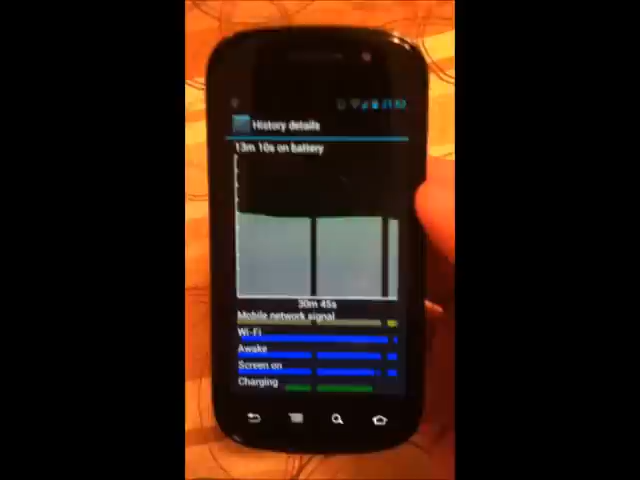 History details
13m 10s on battery
30m 45s
Mobile network signal
Wi-Fi
Awake
Screen on
Charging